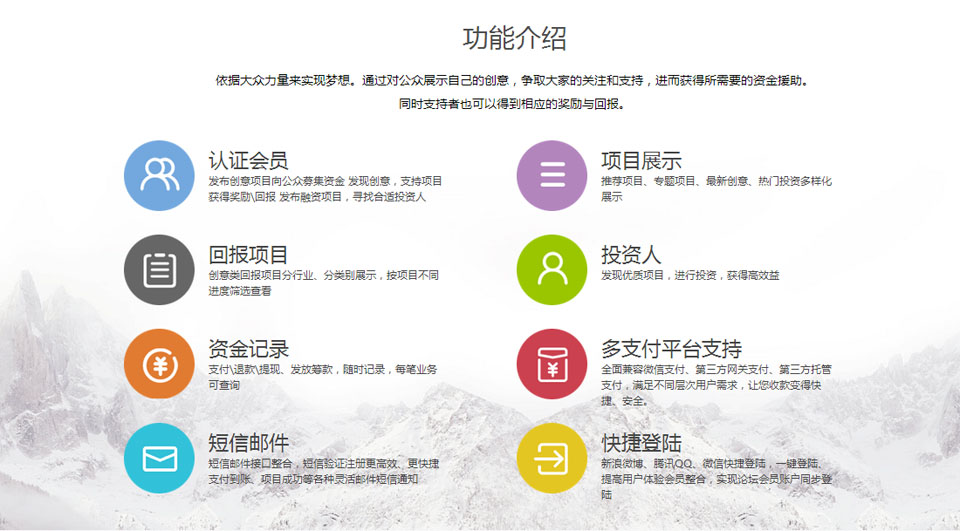 功能介绍
依据大众力量来实现梦想。通过对公众展示自己的创意，争取大家的关注和支持，进而获得所需要的资金援助。
同时支持者也可以得到相应的奖励与回报。
认证会员
发布创意项目向公众募集资金 发现创意，支持项目
获得奖励\回报 发布融资项目，寻找合适投资人
项目展示
推荐项目、专题项目、最新创意、热门投资多样化
展示
回报项目
创意类回报项目分行业、分类别展示，按项目不同
进度筛选查看
投资人
发现优质项目，进行投资，获得高效益
资金记录
支付\退款\提现、发放筹款，随时记录，每笔业务
可查询
多支付平台支持
全面兼容微信支付、第三方网关支付、第三方托管
支付，满足不同层次用户需求，让您收款变得快
捷、安全。
短信邮件
短信邮件接口整合，短信验证注册更高效、更快捷
支付到账、项目成功等各种灵活邮件短信通知
快捷登陆
新浪微博、腾讯QQ、微信快捷登陆，一键登陆、
提高用户体验会员整合，实现论坛会员账户同步登
陆